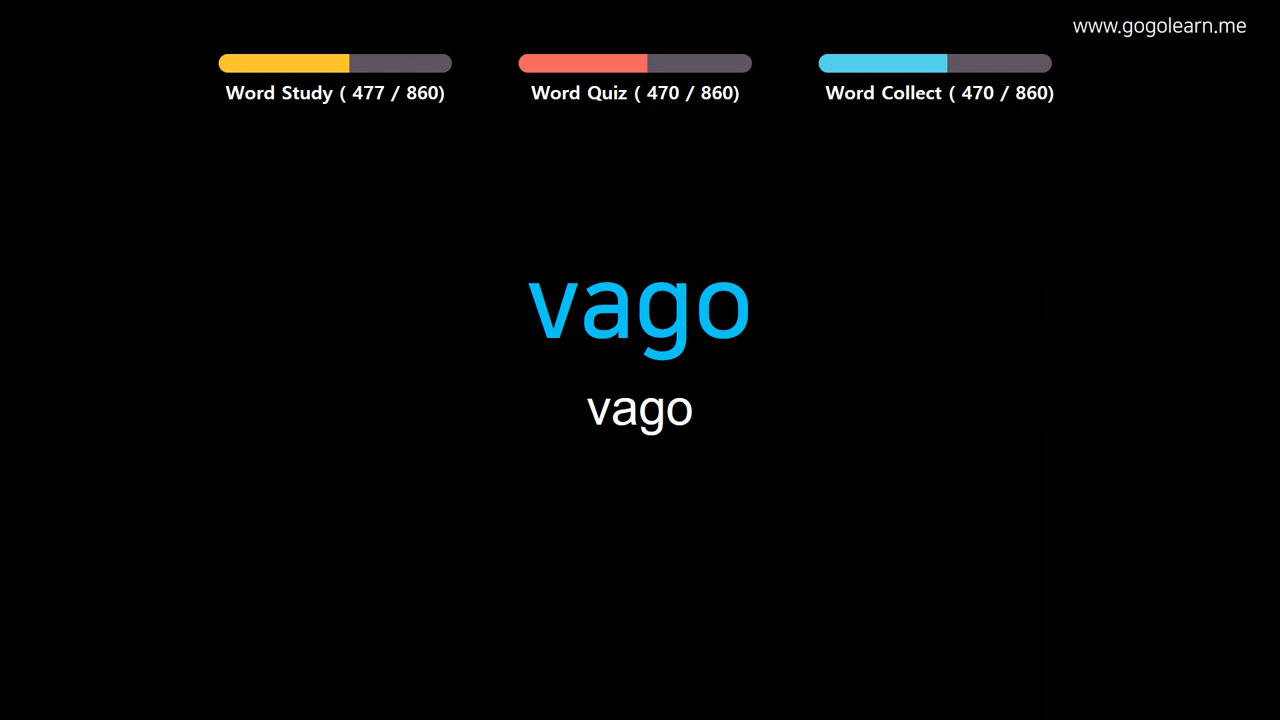 www.gogolearn.me
Word Study ( 477 / 860)
Word Quiz ( 470 / 860)
Word Collect ( 470 / 860)
vago
vago